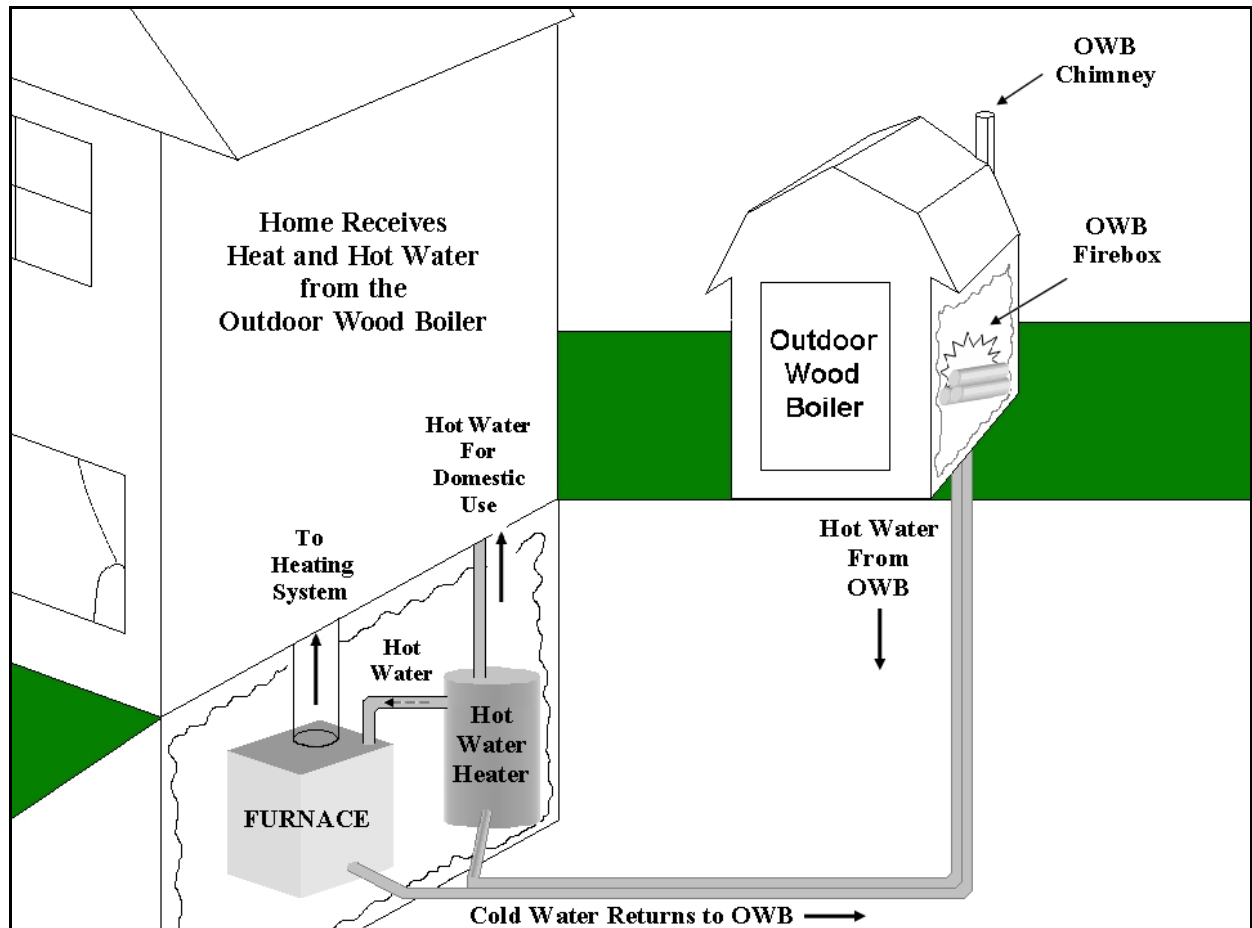 OWB
Chimney
Home Receives
Heat and Hot Water
from the
Outdoor Wood Boiler
OWB
Firebox
Outdoor
Wood
Boiler
Hot Water
For
Domestic
Use
To
Heating
System
Hot Water
From
OWB
Hot
Water
Hot
Water
Heater
FURNACE
Cold Water Returns to OWB